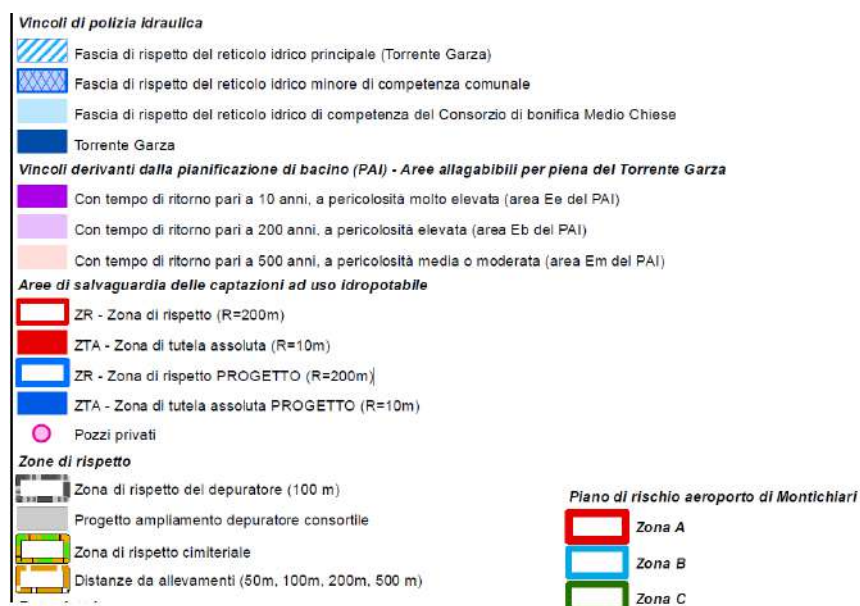 Vincoli di polizia idraulica
Fascia di rispetto del reticolo idrico principale (Torrente Garza)
Fascia di rispetto del reticolo idrico minore di competenza comunale
Fascia di rispetto del reticolo idrico di competenza del Consorzio di bonifica Medio Chiese
Torrente Garza
Vincoli derivanti dalla pianificazione di bacino (PAI) - Aree allagabibili per piena del Torrente Garza
Con tempo di ritorno pari a 10 anni, a pericolosità molto elevata (area Ee del PAI)
Con tempo di ritorno pari a 200 anni, a pericolosità elevata (area Eb del PAI)
Con tempo di ritorno pari a 500 anni, a pericolosità media o moderata (area Em del PAI)
Aree di salvaguardia delle captazioni ad uso idropotabile
ZR - Zona di rispetto (R=200m)
ZTA - Zona di tutela assoluta (R=10m)
ZR - Zona di rispetto PROGETTO (R=200m)
ZTA - Zona di tutela assoluta PROGETTO (R=10m)
Pozzi privati
Zone di rispetto
Zona di rispetto del depuratore (100 m)
Progetto ampliamento depuratore consortile
Zona di rispetto cimiteriale
Distanze da allevamenti (50m, 100m, 200m, 500 m)
Piano di rischio aeroporto di Montichiari
Zona A
Zona B
Zona C